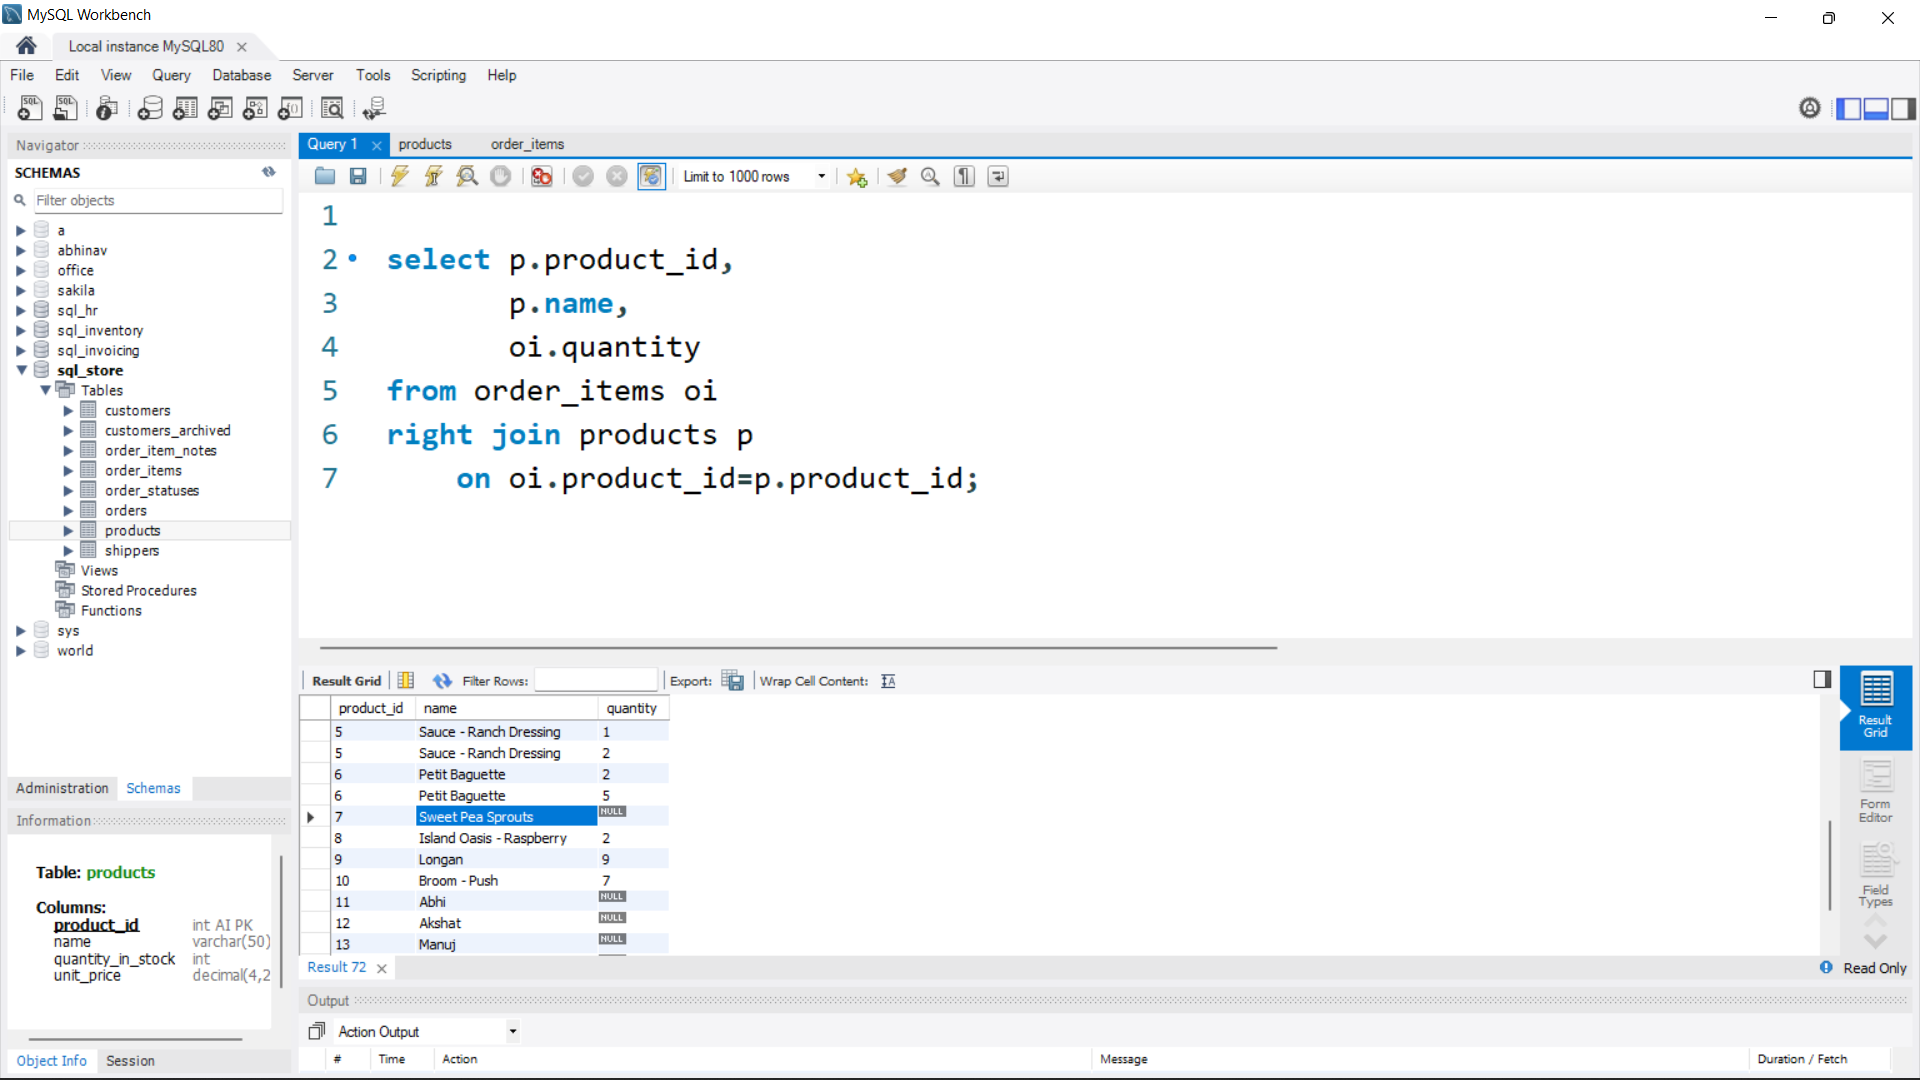 MySQL Workbench
Local instance MySQL80
File Edit View Query Database Server Tools Scripting Help
Navigator
SCHEMAS
Filter objects
a
abhinav
office
sakila
sql_hr
sql_inventory
sql_invoicing
sql_store
Tables
customers
customers_archived
order_item_notes
order_items
order_statuses
orders
products
shippers
Views
Stored Procedures
Functions
sys
world
Administration Schemas
Information
Table: products
Columns:
product_id int AI PK
name varchar(50)
quantity_in_stock int
unit_price decimal(4,2
Object Info Session
Query 1 products order_items
Limit to 1000 rows
1
2 select p.product_id,
3 p.name,
4 oi.quantity
5 from order_items oi
6 right join products p
7 on oi.product_id=p.product_id;
Result Grid Filter Rows: Export: Wrap Cell Content:
product_id name quantity
5 Sauce - Ranch Dressing 1
5 Sauce - Ranch Dressing 2
6 Petit Baguette 2
6 Petit Baguette 5
7 Sweet Pea Sprouts NULL
8 Island Oasis - Raspberry 2
9 Longan 9
10 Broom - Push 7
11 Abhi NULL
12 Akshat NULL
13 Manuj NULL
Result
Grid
Form
Editor
Field
Types
Result 72
Read Only
Output
Action Output
# Time Action Message Duration / Fetch